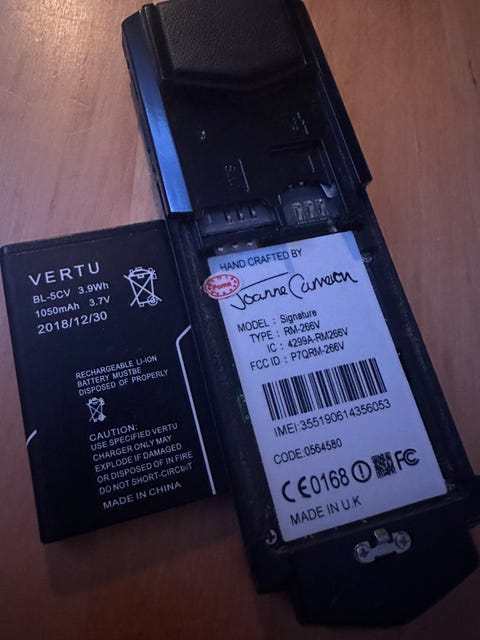 VERTU
BL-5CV 3.9Wh
1050mAh 3.7V
2018/12/30
RECHARGEABLE LI-ION
BATTERY MUSTBE
DISPOSED OF PROPERLY
CAUTION:
USE SPECIFIED VERTU
CHARGER ONLY MAY
EXPLODE IF DAMAGED
OR DISPOSED OF IN FIRE
DO NOT SHORT-CIRCUIT
MADE IN CHINA
HAND CRAFTED BY
Poma
Joanne Cameron
MODEL : Signature
TYPE : RM-266V
IC : 4299A-RM266V
FCC ID : P7QRM-266V
IMEI:355190614356053
CODE:0564580
CE0168 FC
MADE IN U.K